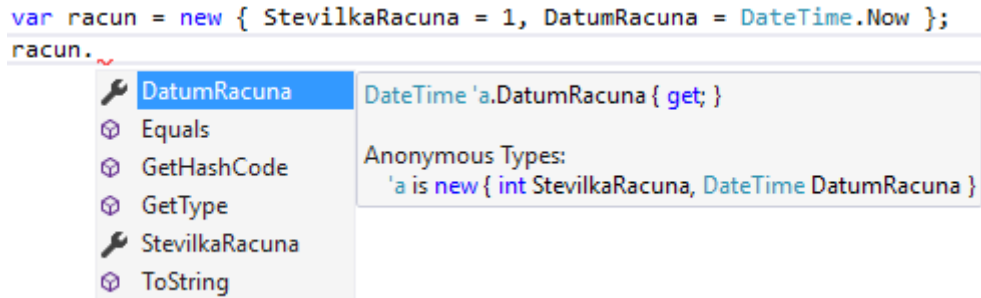 var racun = new { StevilkaRacuna = 1, DatumRacuna = DateTime.Now };
racun.
DatumRacuna
Equals
GetHashCode
GetType
StevilkaRacuna
ToString
DateTime 'a.DatumRacuna { get; }
Anonymous Types:
'a is new { int StevilkaRacuna, DateTime DatumRacuna }